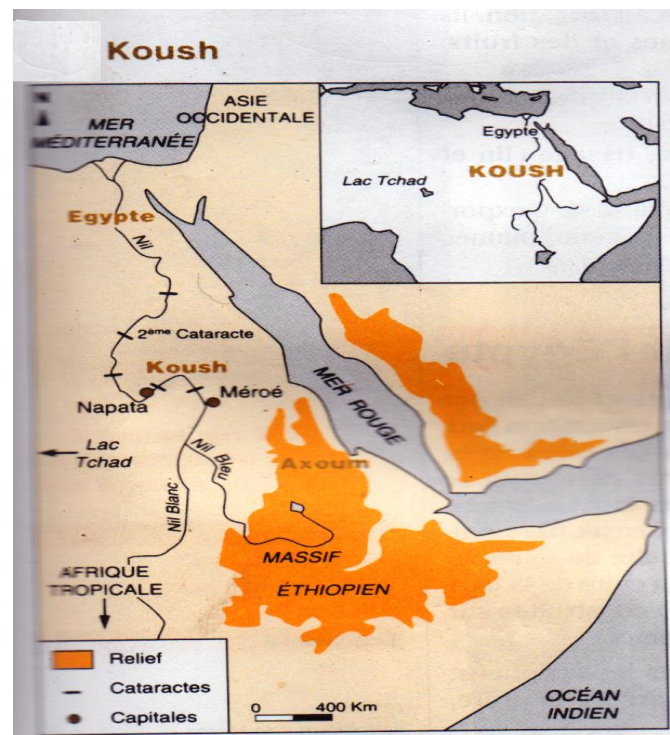 Koush
N
ASIE
OCCIDENTALE
MER
MÉDITERRANÉE
Egypte
KOUSH
Lac Tchad
Egypte
Nil
2ème Cataracte
Koush
Napata
Méroé
MER ROUGE
Lac
Tchad
Nil Bleu
Axoum
Nil Blanc
MASSIF
ÉTHIOPIEN
AFRIQUE
TROPICALE
Relief
Cataractes
Capitales
0 400 Km
OCÉAN
INDIEN